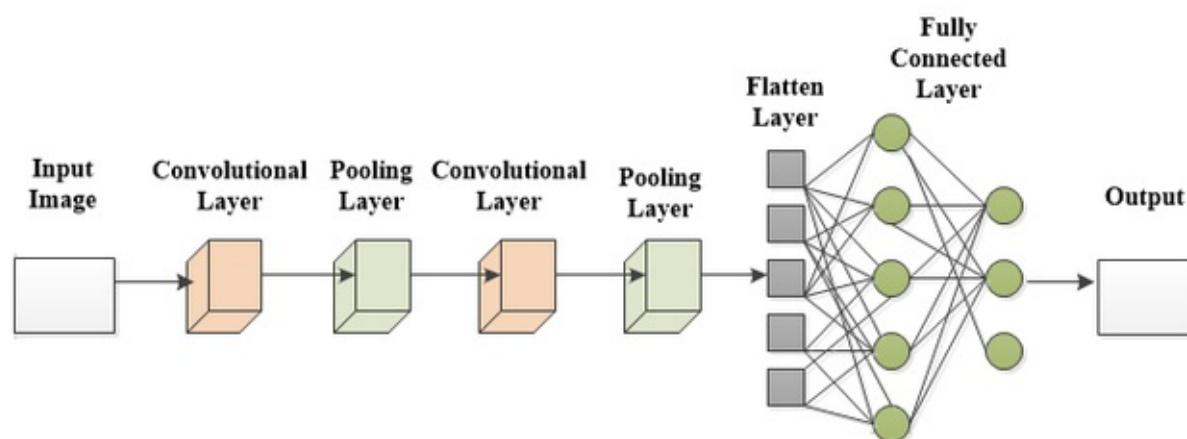 Input
Image
Convolutional
Layer
Pooling
Layer
Convolutional
Layer
Pooling
Layer
Flatten
Layer
Fully
Connected
Layer
Output